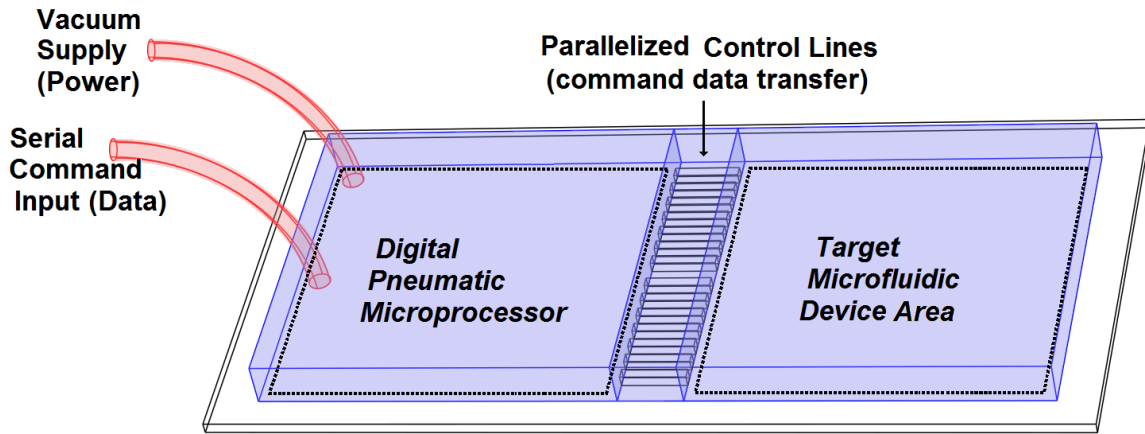 Vacuum
Supply
(Power)
Serial
Command
Input (Data)
Parallelized Control Lines
(command data transfer)
Digital
Pneumatic
Microprocessor
Target
Microfluidic
Device Area